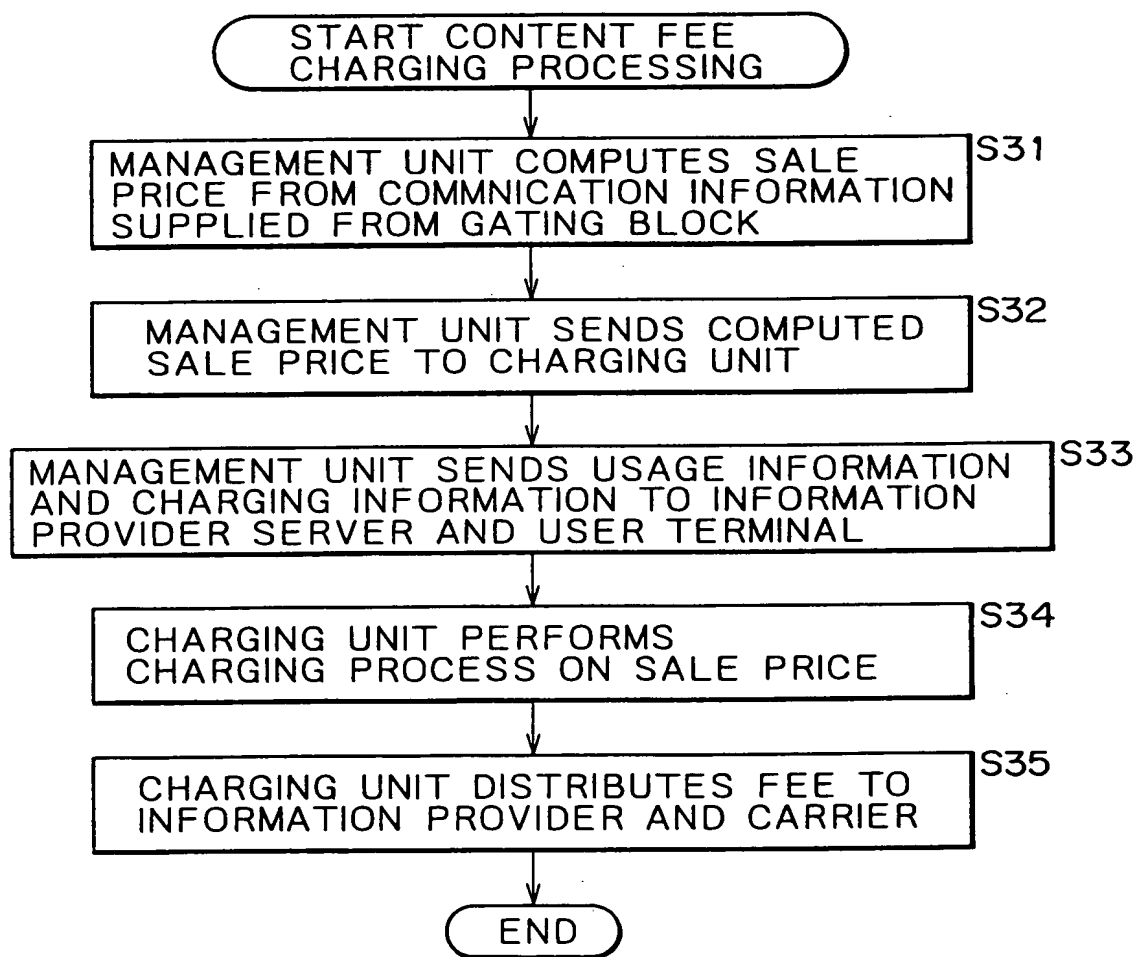 START CONTENT FEE
CHARGING PROCESSING
S31
MANAGEMENT UNIT COMPUTES SALE
PRICE FROM COMMNICATION INFORMATION
SUPPLIED FROM GATING BLOCK
S32
MANAGEMENT UNIT SENDS COMPUTED
SALE PRICE TO CHARGING UNIT
S33
MANAGEMENT UNIT SENDS USAGE INFORMATION
AND CHARGING INFORMATION TO INFORMATION
PROVIDER SERVER AND USER TERMINAL
S34
CHARGING UNIT PERFORMS
CHARGING PROCESS ON SALE PRICE
S35
CHARGING UNIT DISTRIBUTES FEE TO
INFORMATION PROVIDER AND CARRIER
END